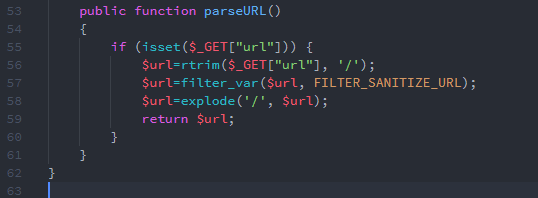 53 public function parseURL()
54 {
55 if (isset($_GET["url"])) {
56 $url=rtrim($_GET["url"], '/');
57 $url=filter_var($url, FILTER_SANITIZE_URL);
58 $url=explode('/', $url);
59 return $url;
60 }
61 }
62 }
63